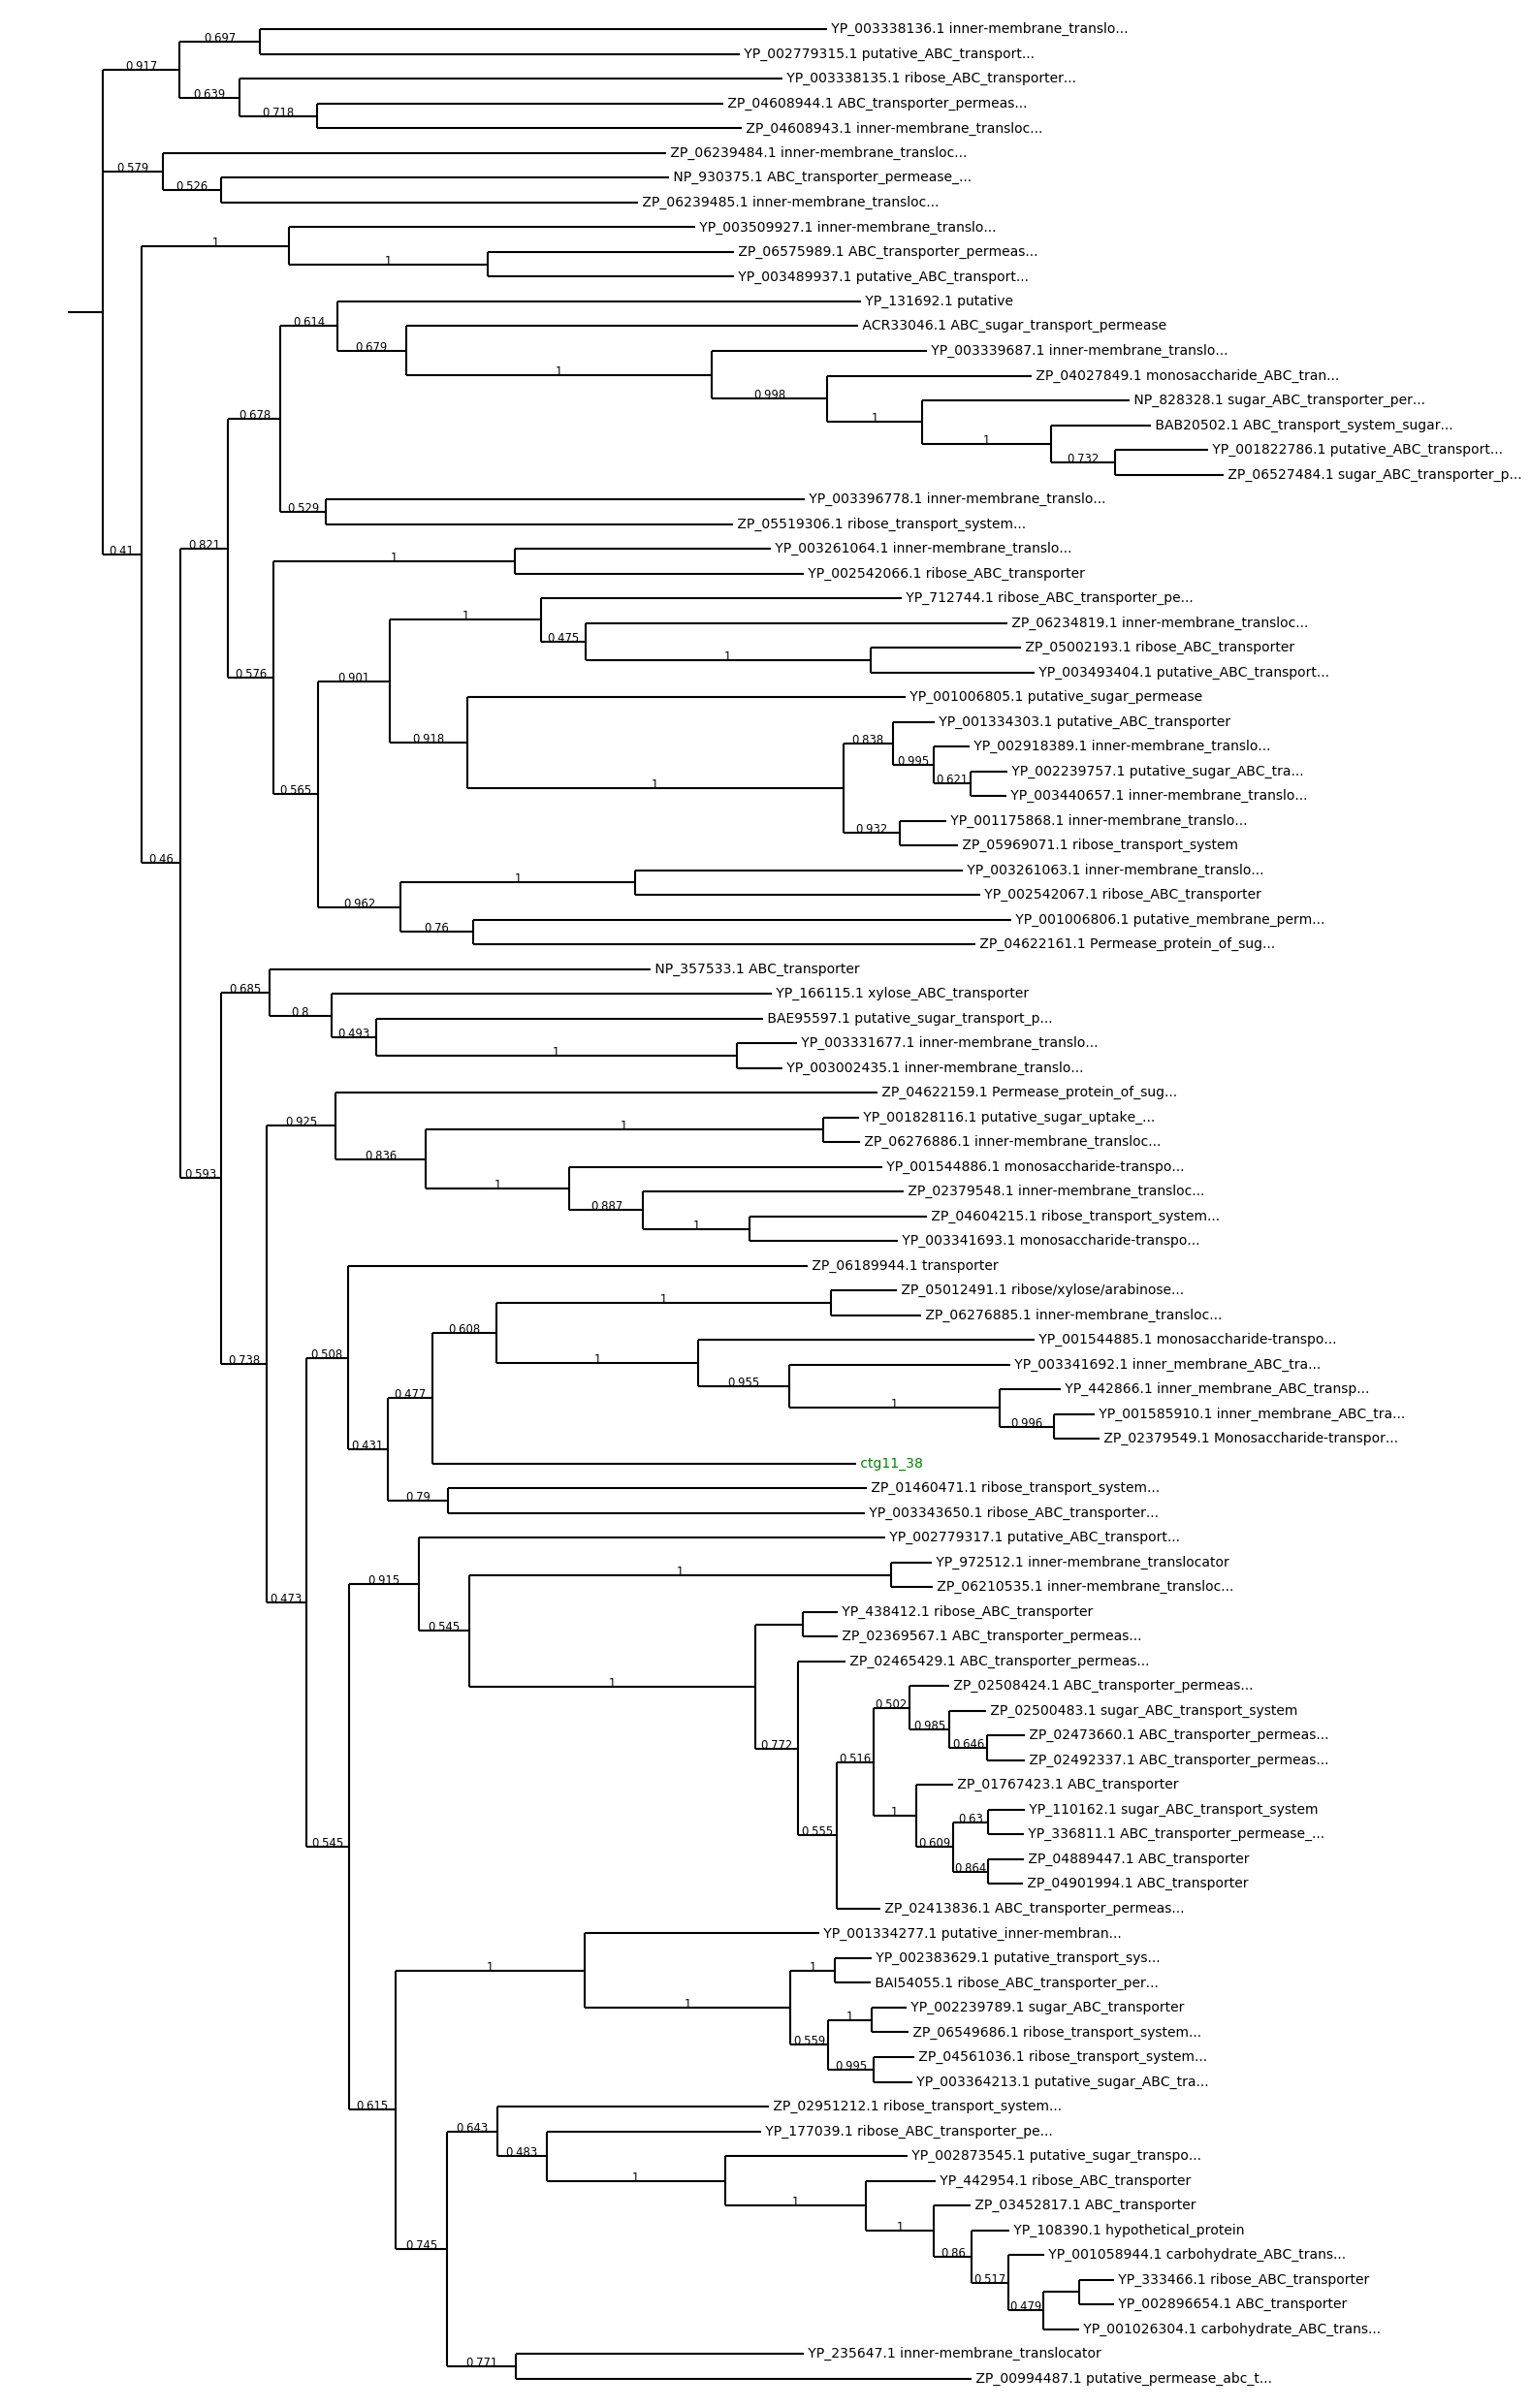 YP_003338136.1 inner-membrane_translo...
0.697
YP_002779315.1 putative_ABC_transport...
0.917
YP_003338135.1 ribose_ABC_transporter...
0.639
ZP_04608944.1 ABC_transporter_permeas...
0.718
ZP_04608943.1 inner-membrane_transloc...
ZP_06239484.1 inner-membrane_transloc...
0.579
NP_930375.1 ABC_transporter_permease_...
0.526
ZP_06239485.1 inner-membrane_transloc...
YP_003509927.1 inner-membrane_translo...
1
ZP_06575989.1 ABC_transporter_permeas...
1
YP_003489937.1 putative_ABC_transport...
YP_131692.1 putative
0.614
ACR33046.1 ABC_sugar_transport_permease
0.679
YP_003339687.1 inner-membrane_translo...
1
ZP_04027849.1 monosaccharide_ABC_tran...
0.998
NP_828328.1 sugar_ABC_transporter_per...
0.678
1
BAB20502.1 ABC_transport_system_sugar...
1
YP_001822786.1 putative_ABC_transport...
0.732
ZP_06527484.1 sugar_ABC_transporter_p...
YP_003396778.1 inner-membrane_translo...
0.529
ZP_05519306.1 ribose_transport_system...
0.41
0.821
YP_003261064.1 inner-membrane_translo...
1
YP_002542066.1 ribose_ABC_transporter
YP_712744.1 ribose_ABC_transporter_pe...
1
ZP_06234819.1 inner-membrane_transloc...
0.475
ZP_05002193.1 ribose_ABC_transporter
1
YP_003493404.1 putative_ABC_transport...
0.576
0.901
YP_001006805.1 putative_sugar_permease
YP_001334303.1 putative_ABC_transporter
0.918
0.838
YP_002918389.1 inner-membrane_translo...
0.995
YP_002239757.1 putative_sugar_ABC_tra...
0.621
1
0.565
YP_003440657.1 inner-membrane_translo...
YP_001175868.1 inner-membrane_translo...
0.932
ZP_05969071.1 ribose_transport_system
0.46
YP_003261063.1 inner-membrane_translo...
1
YP_002542067.1 ribose_ABC_transporter
0.962
YP_001006806.1 putative_membrane_perm...
0.76
ZP_04622161.1 Permease_protein_of_sug...
NP_357533.1 ABC_transporter
0.685
YP_166115.1 xylose_ABC_transporter
0.8
BAE95597.1 putative_sugar_transport_p...
0.493
YP_003331677.1 inner-membrane_translo...
1
YP_003002435.1 inner-membrane_translo...
ZP_04622159.1 Permease_protein_of_sug...
0.925
YP_001828116.1 putative_sugar_uptake_...
1
ZP_06276886.1 inner-membrane_transloc...
0.836
YP_001544886.1 monosaccharide-transpo...
0.593
1
ZP_02379548.1 inner-membrane_transloc...
0.887
ZP_04604215.1 ribose_transport_system...
1
YP_003341693.1 monosaccharide-transpo...
ZP_06189944.1 transporter
ZP_05012491.1 ribose/xylose/arabinose...
1
ZP_06276885.1 inner-membrane_transloc...
0.608
YP_001544885.1 monosaccharide-transpo...
0.738
0.508
1
YP_003341692.1 inner_membrane_ABC_tra...
0.955
YP_442866.1 inner_membrane_ABC_transp...
0.477
1
YP_001585910.1 inner_membrane_ABC_tra...
0.996
ZP_02379549.1 Monosaccharide-transpor...
0.431
ctg11_38
ZP_01460471.1 ribose_transport_system...
0.79
YP_003343650.1 ribose_ABC_transporter...
YP_002779317.1 putative_ABC_transport...
YP_972512.1 inner-membrane_translocator
0.915
1
ZP_06210535.1 inner-membrane_transloc...
0.473
YP_438412.1 ribose_ABC_transporter
0.545
ZP_02369567.1 ABC_transporter_permeas...
ZP_02465429.1 ABC_transporter_permeas...
1
ZP_02508424.1 ABC_transporter_permeas...
0.502
ZP_02500483.1 sugar_ABC_transport_system
0.985
ZP_02473660.1 ABC_transporter_permeas...
0.772
0.646
ZP_02492337.1 ABC_transporter_permeas...
0.516
ZP_01767423.1 ABC_transporter
1
YP_110162.1 sugar_ABC_transport_system
0.63
YP_336811.1 ABC_transporter_permease_...
0.545
0.555
0.609
ZP_04889447.1 ABC_transporter
0.864
ZP_04901994.1 ABC_transporter
ZP_02413836.1 ABC_transporter_permeas...
YP_001334277.1 putative_inner-membran...
YP_002383629.1 putative_transport_sys...
1
1
BAI54055.1 ribose_ABC_transporter_per...
1
YP_002239789.1 sugar_ABC_transporter
1
ZP_06549686.1 ribose_transport_system...
0.559
ZP_04561036.1 ribose_transport_system...
0.995
YP_003364213.1 putative_sugar_ABC_tra...
0.615
ZP_02951212.1 ribose_transport_system...
0.643
YP_177039.1 ribose_ABC_transporter_pe...
0.483
YP_002873545.1 putative_sugar_transpo...
1
YP_442954.1 ribose_ABC_transporter
1
ZP_03452817.1 ABC_transporter
1
YP_108390.1 hypothetical_protein
0.745
0.86
YP_001058944.1 carbohydrate_ABC_trans...
0.517
YP_333466.1 ribose_ABC_transporter
0.479
YP_002896654.1 ABC_transporter
YP_001026304.1 carbohydrate_ABC_trans...
YP_235647.1 inner-membrane_translocator
0.771
ZP_00994487.1 putative_permease_abc_t...